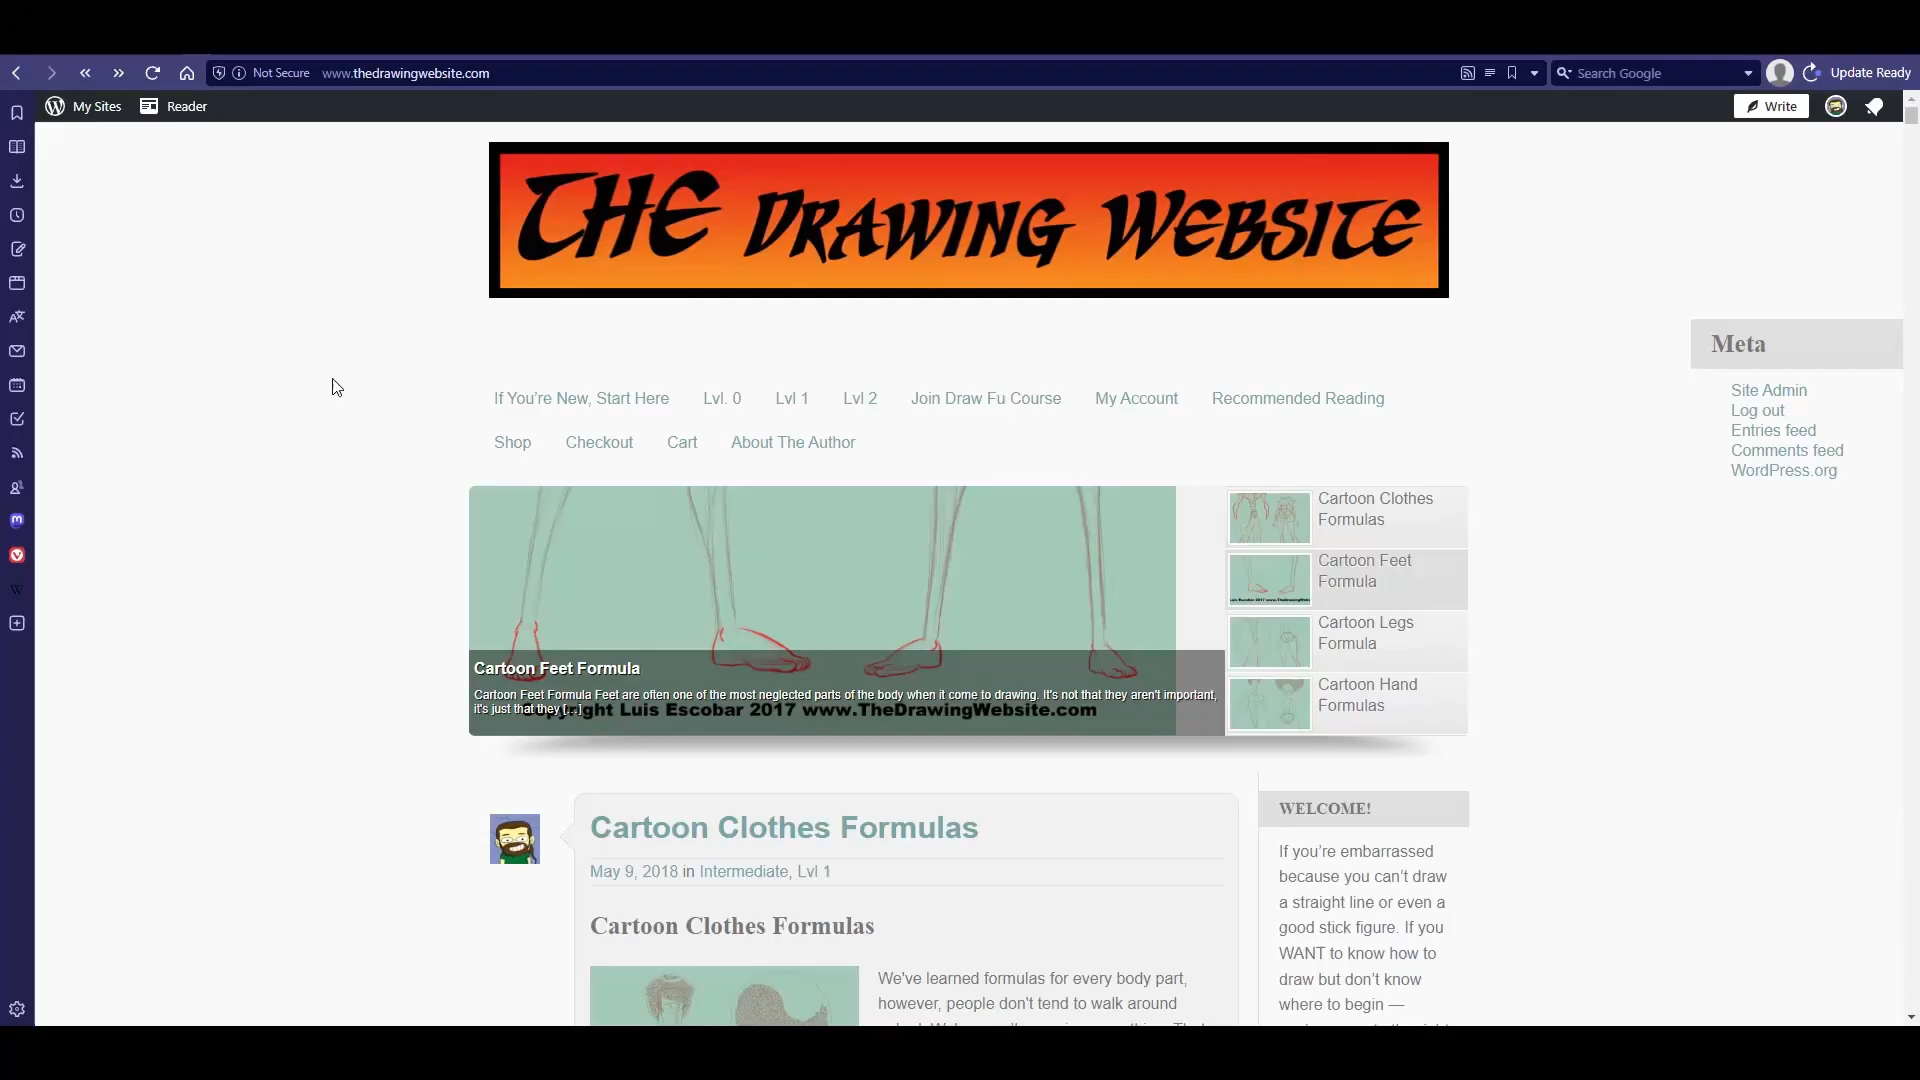 Not Secure www.thedrawingwebsite.com
Search Google
Update Ready
My Sites
Reader
Write
THE DRAWING WEBSITE
If You're New, Start Here Lvl. 0 Lvl 1 Lvl 2 Join Draw Fu Course My Account Recommended Reading
Shop Checkout Cart About The Author
Meta
Site Admin
Log out
Entries feed
Comments feed
WordPress.org
Cartoon Feet Formula
Cartoon Feet Formula Feet are often one of the most neglected parts of the body when it come to drawing. It's not that they aren't important,
it's just that they [...]
Copyright Luis Escobar 2017 www.TheDrawingWebsite.com
Cartoon Clothes
Formulas
Cartoon Feet
Formula
Cartoon Legs
Formula
Cartoon Hand
Formulas
Cartoon Clothes Formulas
May 9, 2018 in Intermediate, Lvl 1
Cartoon Clothes Formulas
We've learned formulas for every body part,
however, people don't tend to walk around
WELCOME!
If you're embarrassed
because you can't draw
a straight line or even a
good stick figure. If you
WANT to know how to
draw but don't know
where to begin —